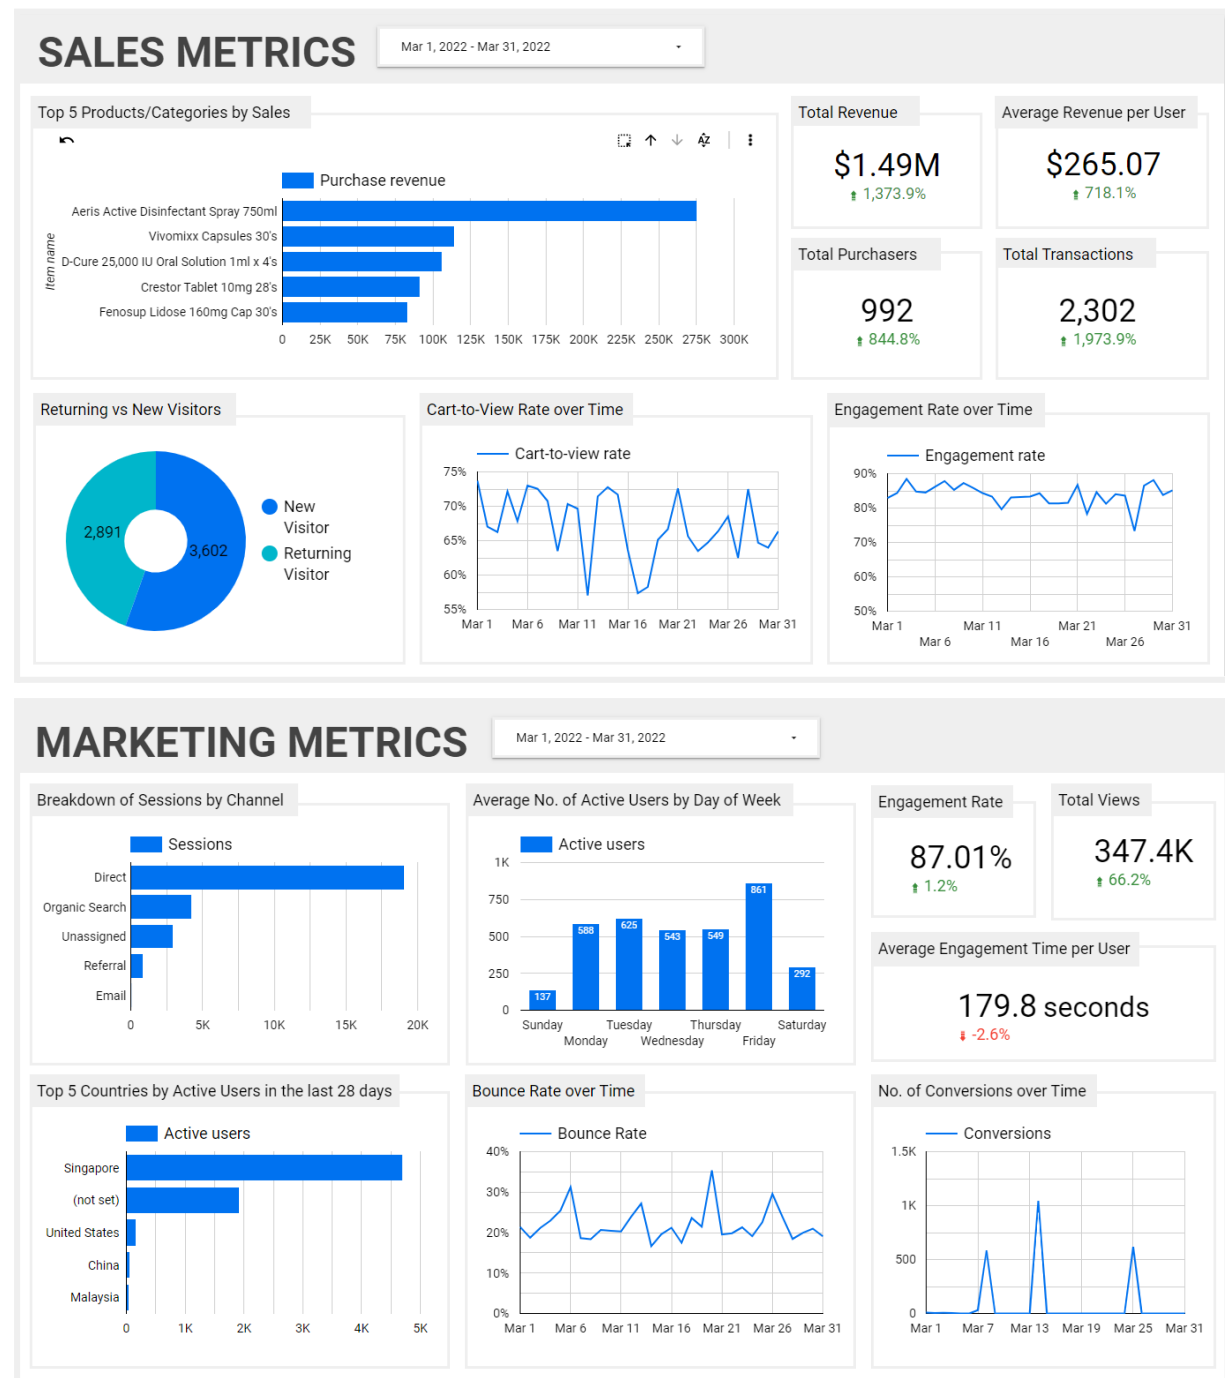 SALES METRICS
Mar 1, 2022 - Mar 31, 2022
Top 5 Products/Categories by Sales
Purchase revenue
Item name
Aeris Active Disinfectant Spray 750ml
Vivomixx Capsules 30's
D-Cure 25,000 IU Oral Solution 1ml x 4's
Crestor Tablet 10mg 28's
Fenosup Lidose 160mg Cap 30's
0 25K 50K 75K 100K 125K 150K 175K 200K 225K 250K 275K 300K
Total Revenue
$1.49M
1,373.9%
Average Revenue per User
$265.07
718.1%
Total Purchasers
992
844.8%
Total Transactions
2,302
1,973.9%
Returning vs New Visitors
2,891
3,602
New
Visitor
Returning
Visitor
Cart-to-View Rate over Time
Cart-to-view rate
75%
70%
65%
60%
55%
Mar 1 Mar 6 Mar 11 Mar 16 Mar 21 Mar 26 Mar 31
Engagement Rate over Time
Engagement rate
90%
80%
70%
60%
50%
Mar 1 Mar 11 Mar 21 Mar 31
Mar 6 Mar 16 Mar 26
MARKETING METRICS
Mar 1, 2022 - Mar 31, 2022
Breakdown of Sessions by Channel
Sessions
Direct
Organic Search
Unassigned
Referral
Email
0 5K 10K 15K 20K
Average No. of Active Users by Day of Week
Active users
1K
750
500
250
0
137
588
625
543
549
861
292
Sunday Tuesday Thursday Saturday
Monday Wednesday Friday
Engagement Rate
87.01%
1.2%
Total Views
347.4K
66.2%
Average Engagement Time per User
179.8 seconds
-2.6%
Top 5 Countries by Active Users in the last 28 days
Active users
Singapore
(not set)
United States
China
Malaysia
0 1K 2K 3K 4K 5K
Bounce Rate over Time
Bounce Rate
40%
30%
20%
10%
0%
Mar 1 Mar 6 Mar 11 Mar 16 Mar 21 Mar 26 Mar 31
No. of Conversions over Time
Conversions
1.5K
1K
500
0
Mar 1 Mar 7 Mar 13 Mar 19 Mar 25 Mar 31